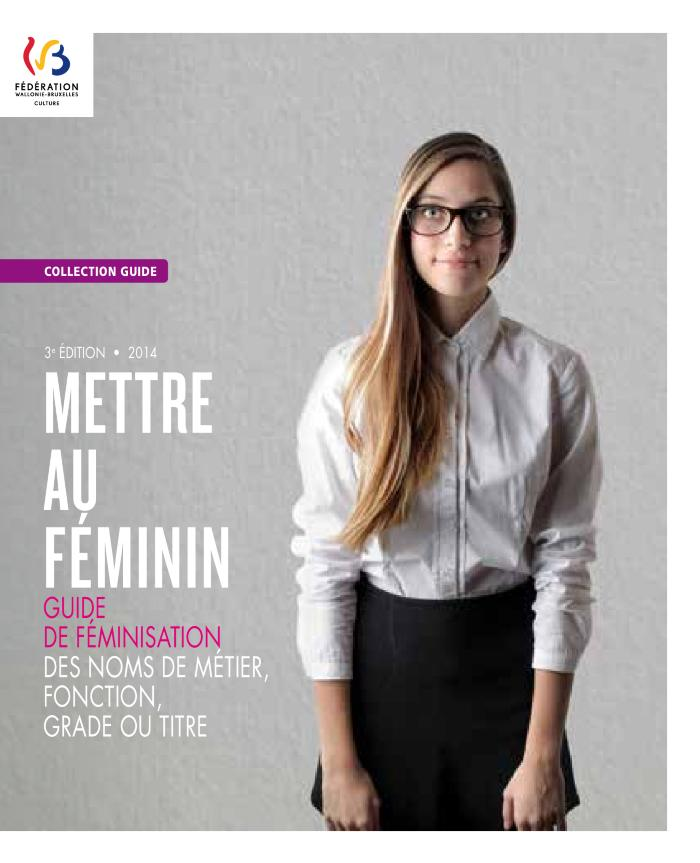 FÉDÉRATION
WALLONIE-BRUXELLES
CULTURE
COLLECTION GUIDE
3e ÉDITION • 2014
METTRE
AU
FÉMININ
GUIDE
DE FÉMINISATION
DES NOMS DE MÉTIER,
FONCTION,
GRADE OU TITRE